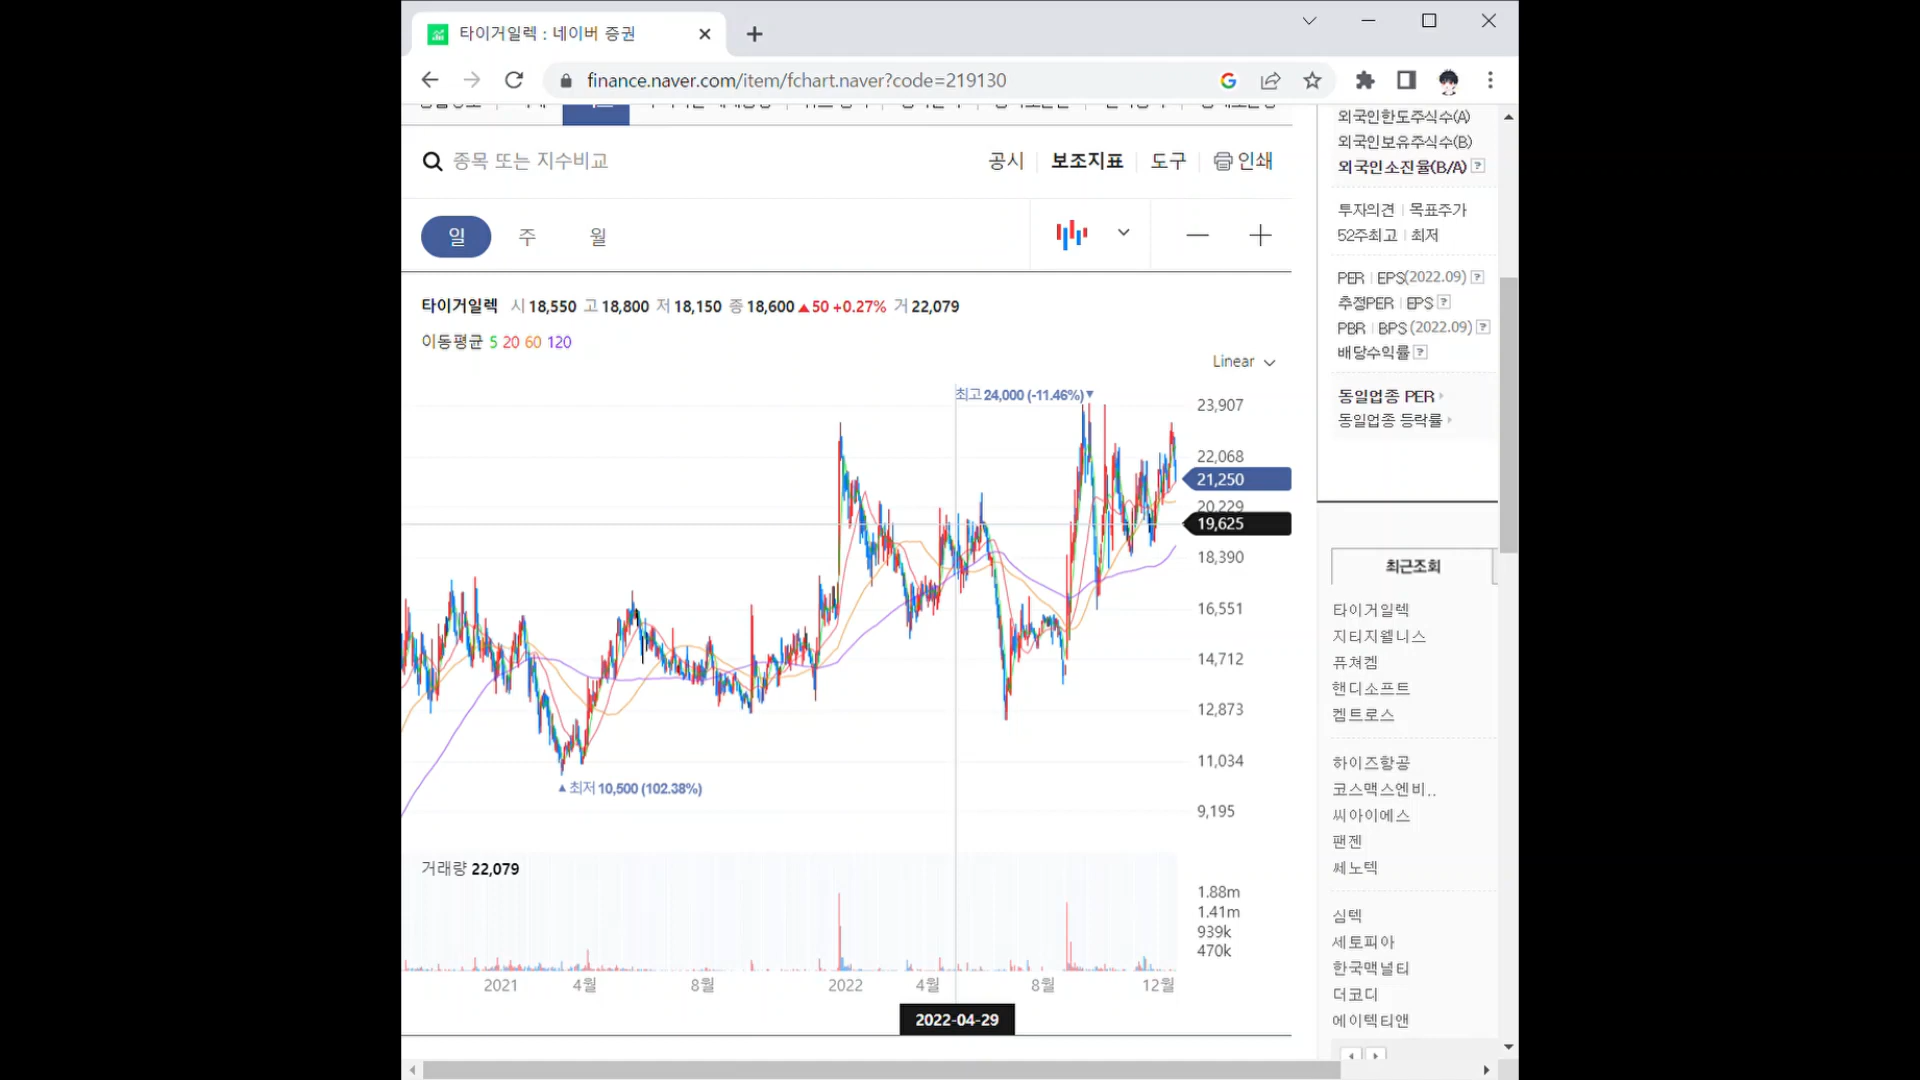 타이거일렉 : 네이버 증권
finance.naver.com/item/fchart.naver?code=219130
종목 또는 지수비교
공시 보조지표 도구 인쇄
일 주 월
타이거일렉 시 18,550 고 18,800 저 18,150 종 18,600 ▲50 +0.27% 거 22,079
이동평균 5 20 60 120
Linear
최고 24,000 (-11.46%) ▼
23,907
22,068
21,250
20,229
19,625
18,390
16,551
14,712
12,873
11,034
9,195
▲ 최저 10,500 (102.38%)
거래량 22,079
1.88m
1.41m
939k
470k
2021 4월 8월 2022 4월 8월 12월
2022-04-29
외국인한도주식수(A)
외국인보유주식수(B)
외국인소진율(B/A) ?
투자의견 | 목표주가
52주최고 | 최저
PER | EPS(2022.09) ?
추정PER | EPS ?
PBR | BPS (2022.09) ?
배당수익률 ?
동일업종 PER
동일업종 등락률
최근조회
타이거일렉
지티지웰니스
퓨쳐켐
핸디소프트
켐트로스
하이즈항공
코스맥스엔비..
씨아이에스
팬젠
쎄노텍
심텍
세토피아
한국맥널티
더코디
에이텍티앤